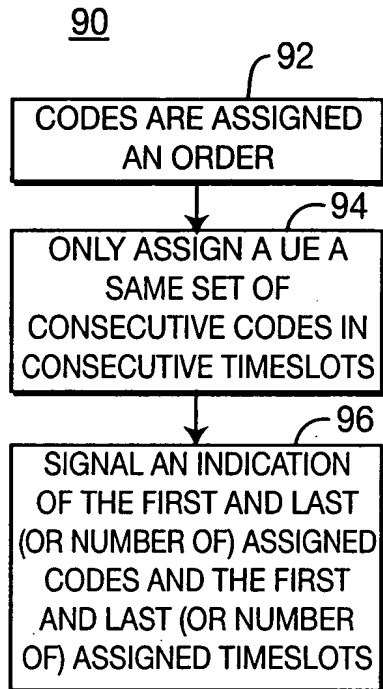 90
92
CODES ARE ASSIGNED
AN ORDER
94
ONLY ASSIGN A UE A
SAME SET OF
CONSECUTIVE CODES IN
CONSECUTIVE TIMESLOTS
96
SIGNAL AN INDICATION
OF THE FIRST AND LAST
(OR NUMBER OF) ASSIGNED
CODES AND THE FIRST
AND LAST (OR NUMBER
OF) ASSIGNED TIMESLOTS